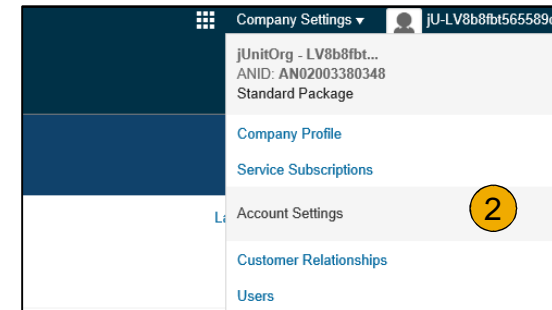 Company Settings ▾
jU-LV8b8fbt565589
jUnitOrg - LV8b8fbt...
ANID: AN02003380348
Standard Package
Company Profile
Service Subscriptions
La
Account Settings
2
Customer Relationships
Users